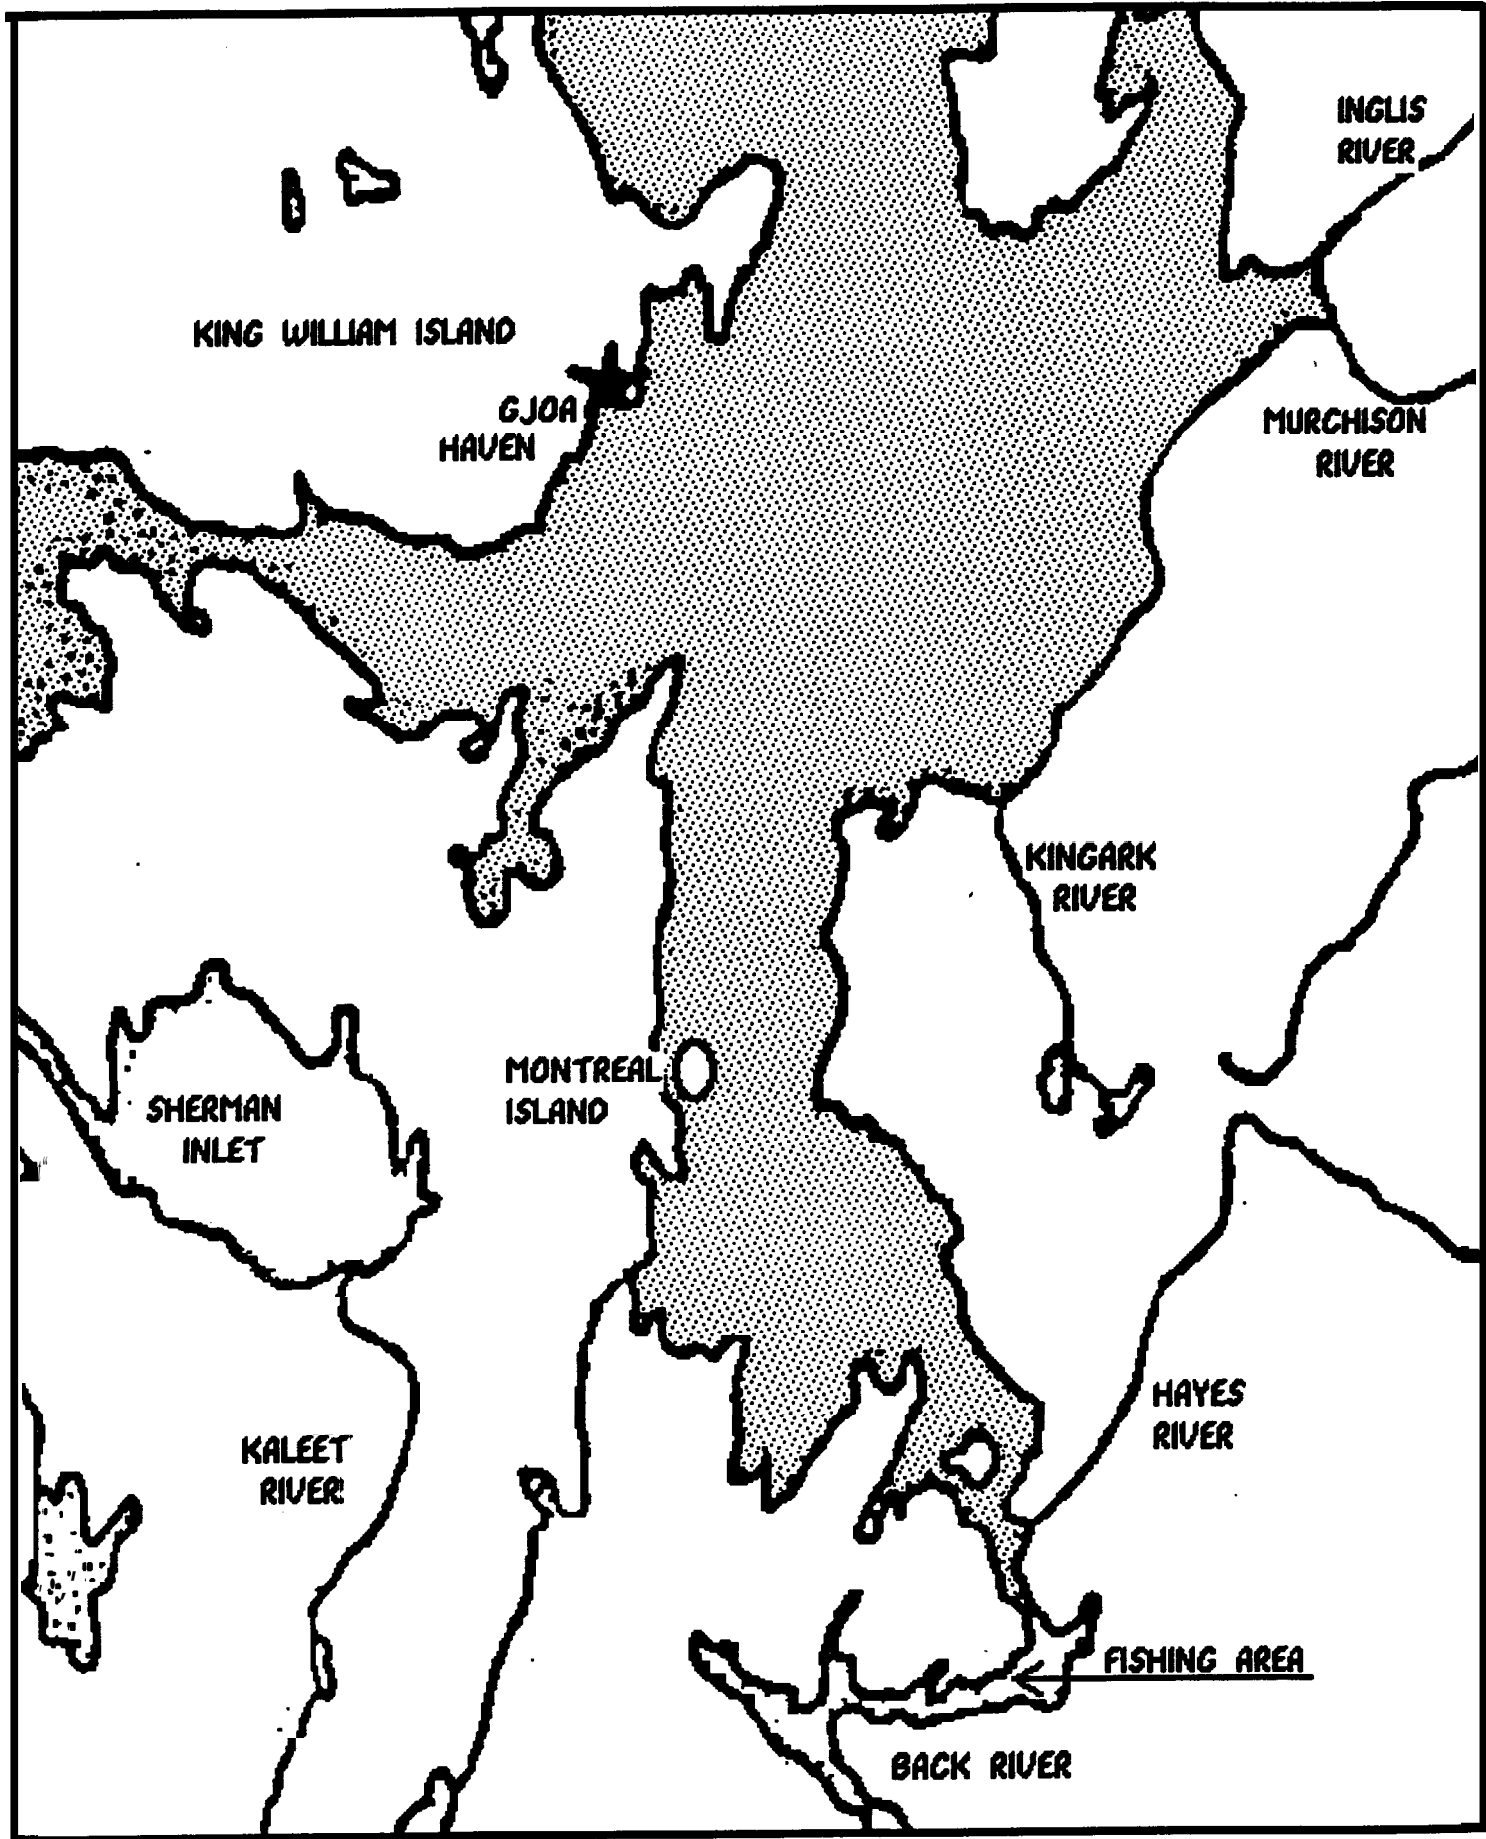 INGLIS
RIVER
KING WILLIAM ISLAND
GJOA
HAVEN
MURCHISON
RIVER
KINGARK
RIVER
MONTREAL
ISLAND
SHERMAN
INLET
HAYES
RIVER
KALEET
RIVER
FISHING AREA
BACK RIVER